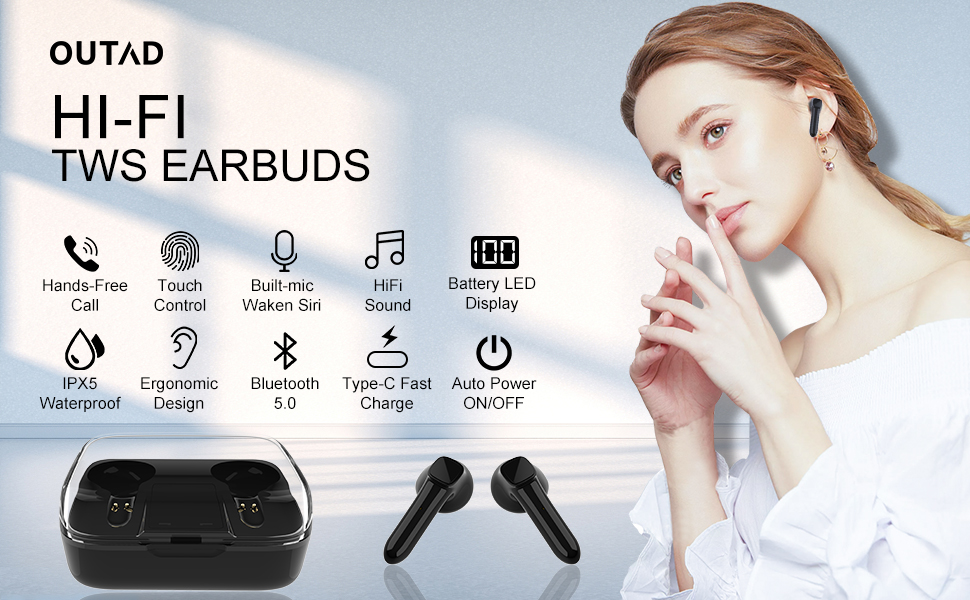 OUTAD
HI-FI
TWS EARBUDS
Hands-Free
Call
Touch
Control
Built-mic
Waken Siri
HiFi
Sound
100
Battery LED
Display
IPX5
Waterproof
Ergonomic
Design
Bluetooth
5.0
Type-C Fast
Charge
Auto Power
ON/OFF